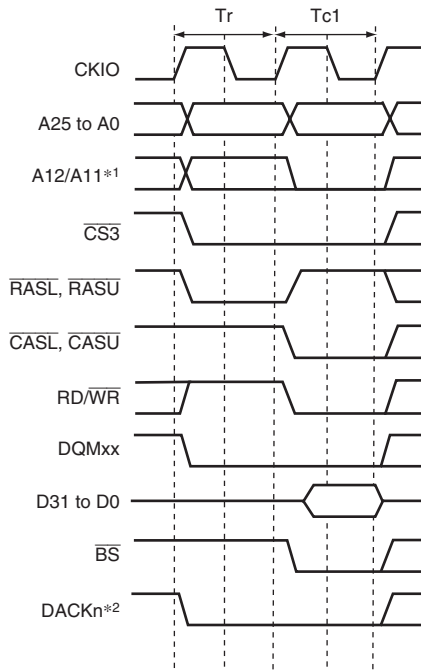 Tr Tc1
CKIO
A25 to A0
A12/A11*1
CS3
RASL, RASU
CASL, CASU
RD/WR
DQMxx
D31 to D0
BS
DACKn*2